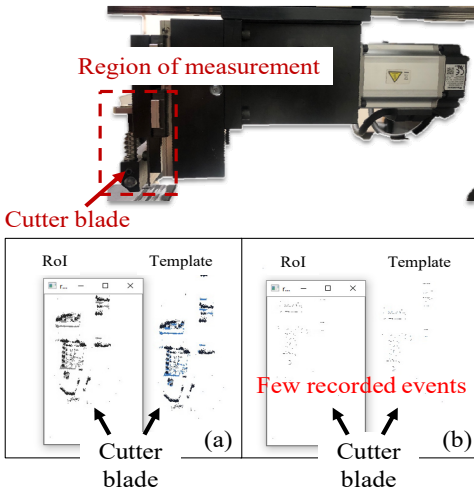 Region of measurement
Cutter blade
RoI
Template
RoI
Template
r...
r...
Few recorded events
Cutter
blade
(a)
Cutter
blade
(b)